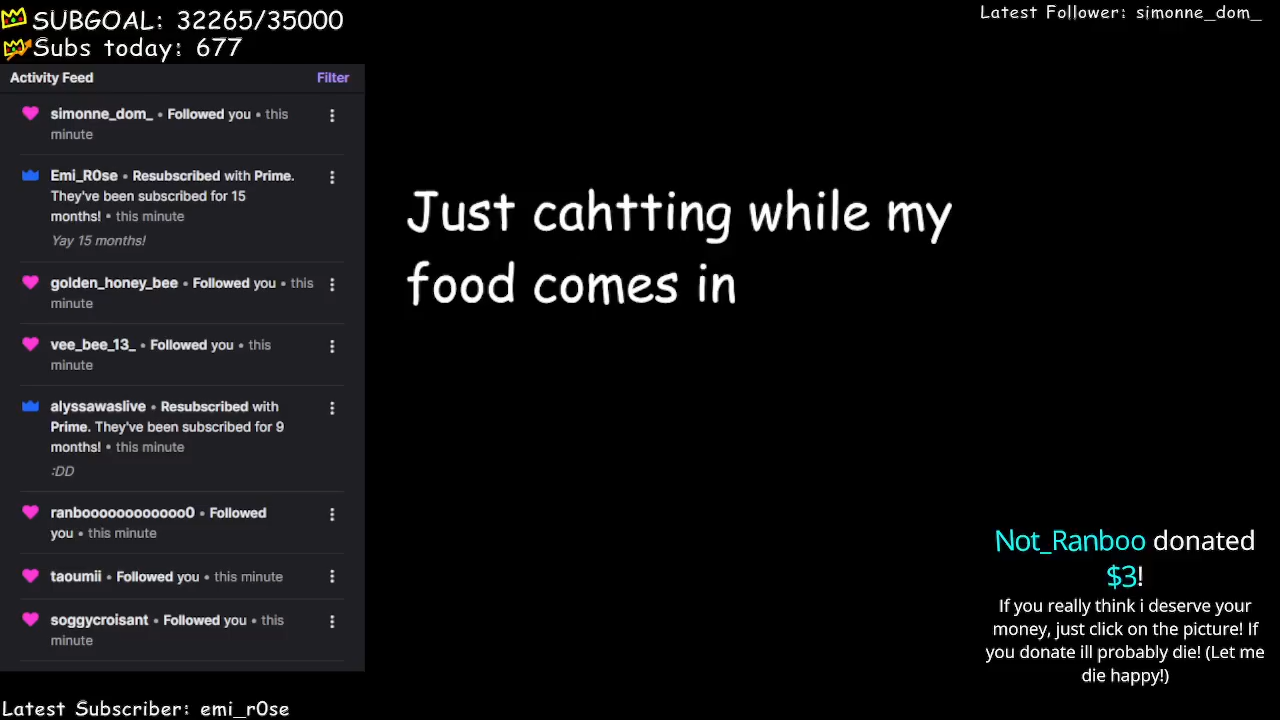 SUBGOAL: 32265/35000
Subs today: 677
Latest Follower: simonne_dom_
Activity Feed
Filter
simonne_dom_ • Followed you • this
minute
Emi_R0se • Resubscribed with Prime.
They've been subscribed for 15
months! • this minute
Yay 15 months!
golden_honey_bee • Followed you • this
minute
vee_bee_13_ • Followed you • this
minute
alyssawaslive • Resubscribed with
Prime. They've been subscribed for 9
months! • this minute
:DD
ranboooooooooooo0 • Followed
you • this minute
taoumii • Followed you • this minute
soggycroisant • Followed you • this
minute
Just cahtting while my
food comes in
Not_Ranboo donated
$3!
If you really think i deserve your
money, just click on the picture! If
you donate ill probably die! (Let me
die happy!)
Latest Subscriber: emi_r0se